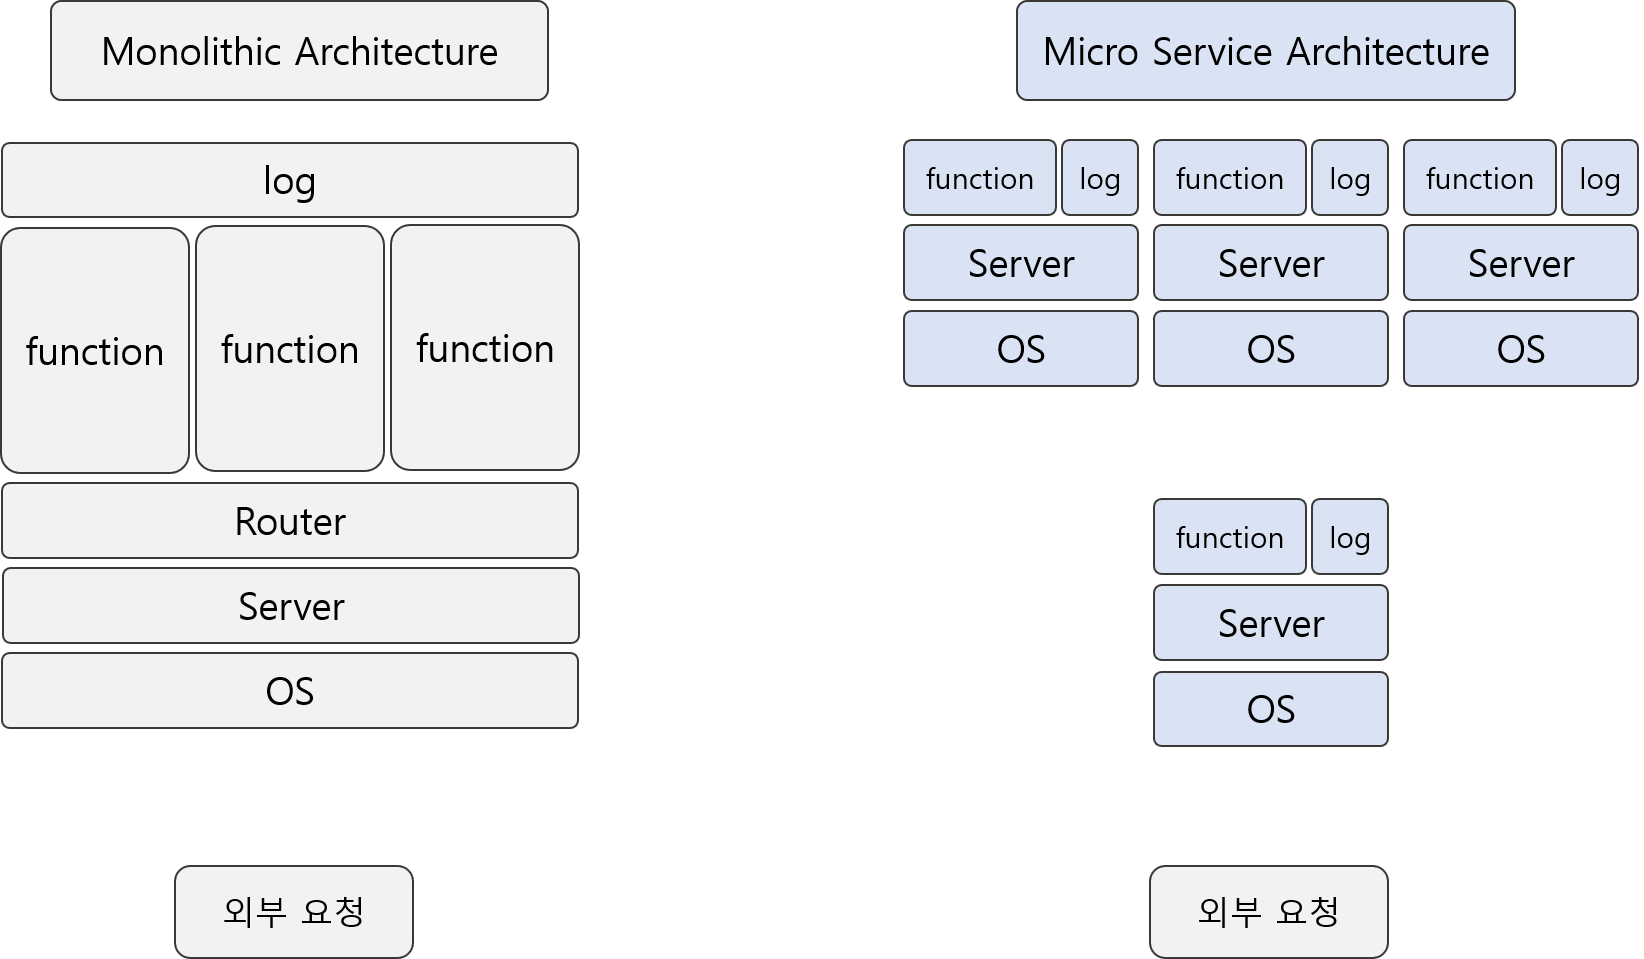 Monolithic Architecture
log
function function function
Router
Server
OS
외부 요청
Micro Service Architecture
function log function log function log
Server Server Server
OS OS OS
function log
Server
OS
외부 요청